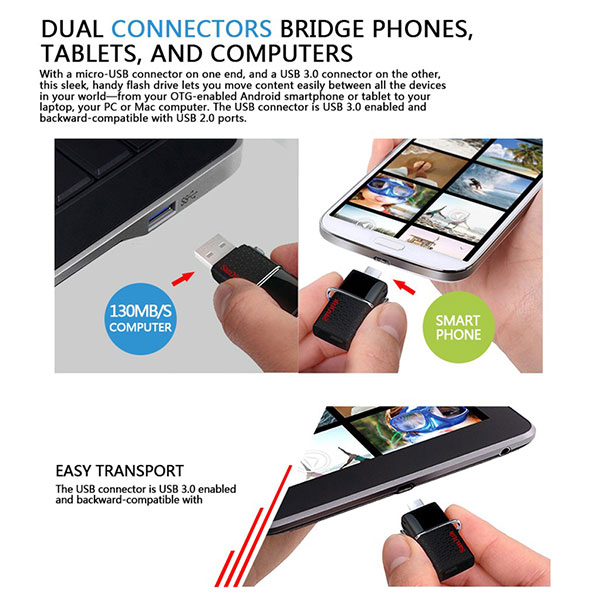 DUAL CONNECTORS BRIDGE PHONES,
TABLETS, AND COMPUTERS
With a micro-USB connector on one end, and a USB 3.0 connector on the other,
this sleek, handy flash drive lets you move content easily between all the devices
in your world—from your OTG-enabled Android smartphone or tablet to your
laptop, your PC or Mac computer. The USB connector is USB 3.0 enabled and
backward-compatible with USB 2.0 ports.
130MB/S
COMPUTER
SanDisk
SanDisk
SMART
PHONE
EASY TRANSPORT
The USB connector is USB 3.0 enabled
and backward-compatible with
SanDisk